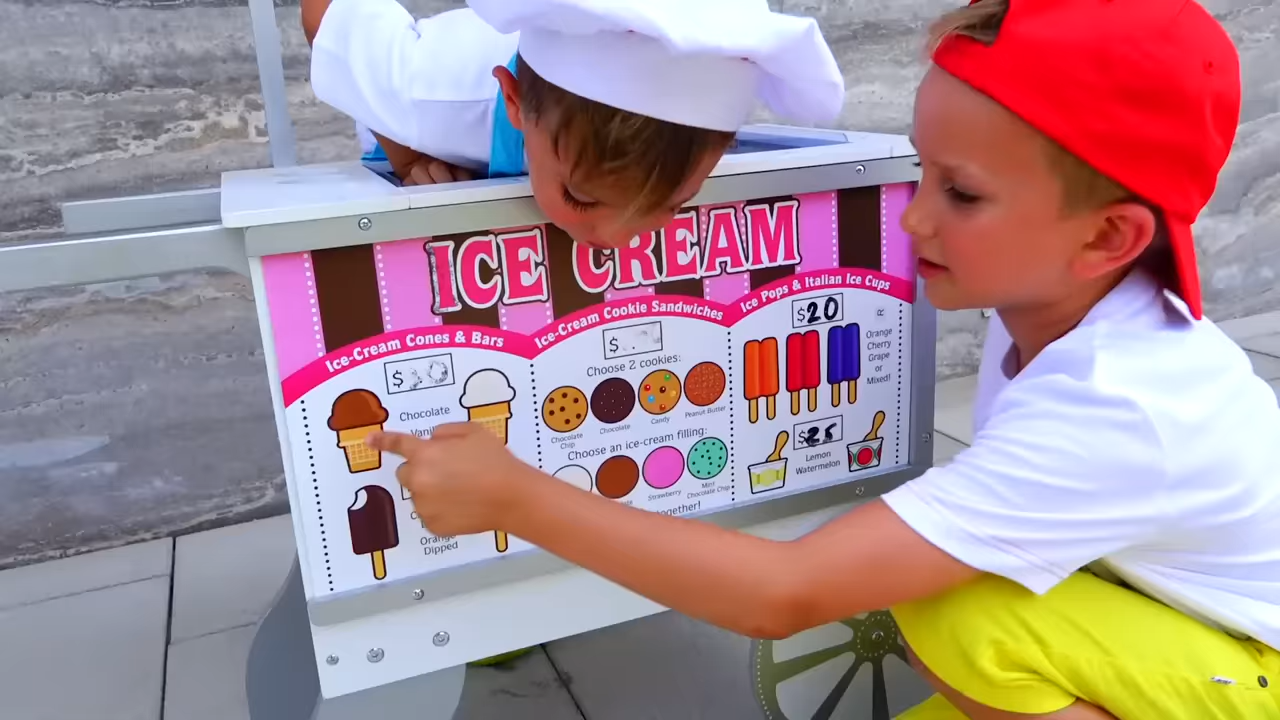 ICE CREAM
Ice-Cream Cones & Bars
Chocolate
Orange
Dipped
Ice-Cream Cookie Sandwiches
$
Choose 2 cookies:
Chocolate Chip
Chocolate
Candy
Peanut Butter
Choose an ice-cream filling:
Strawberry
Mint Chocolate Chip
together!
Ice Pops & Italian Ice Cups
$20
Orange
Cherry
Grape
or
Mixed!
$25
Lemon
Watermelon